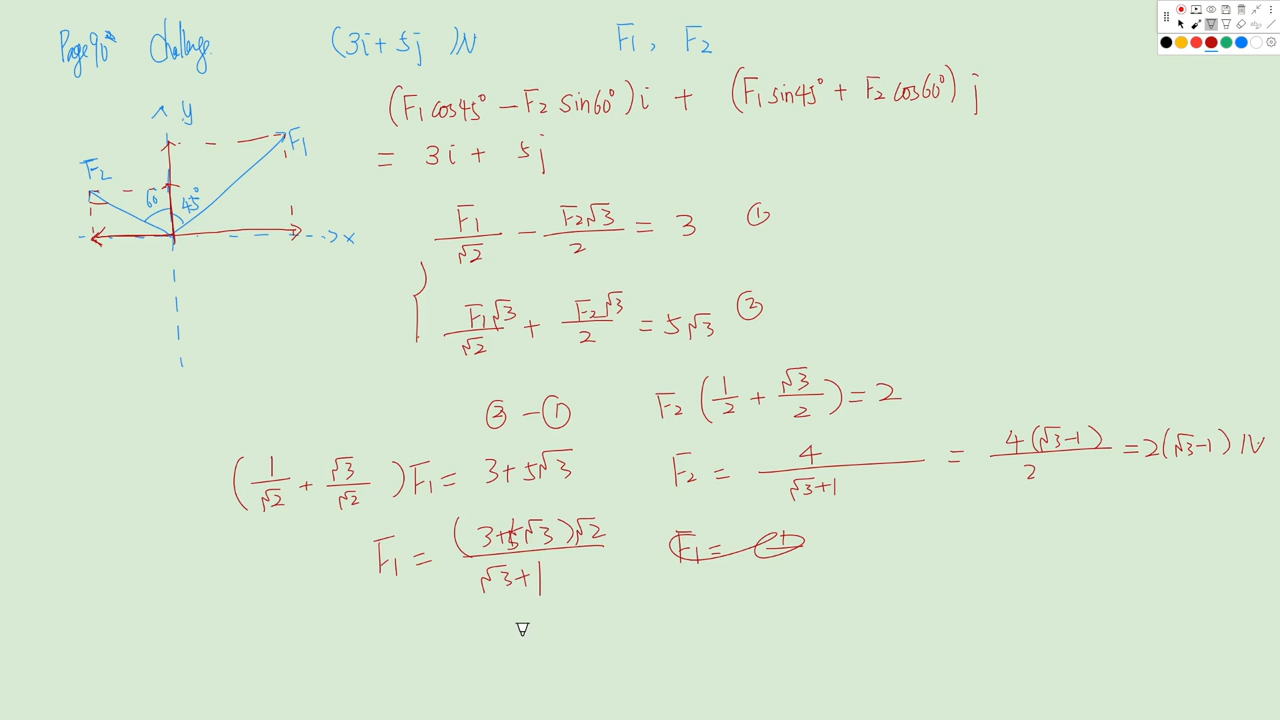 Page 90 Challenge. (3i + 5j) N F1, F2
(F1 cos45° − F2 sin60°) i + (F1 sin45° + F2 cos60°) j
= 3i + 5j
y
F1
F2
60° 45°
x
F1/√2 − F2√3/2 = 3 ①
F1√3/√2 + F2√3/2 = 5√3 ②
② − ① F2 (1/2 + √3/2) = 2
(1/√2 + √3/√2) F1 = 3 + 5√3
F2 = 4/(√3+1) = 4(√3−1)/2 = 2(√3−1) N
F1 = (3+5√3)√2/(√3+1)
F1 =